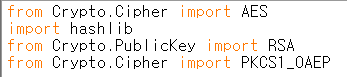 from Crypto.Cipher import AES
import hashlib
from Crypto.PublicKey import RSA
from Crypto.Cipher import PKCS1_OAEP